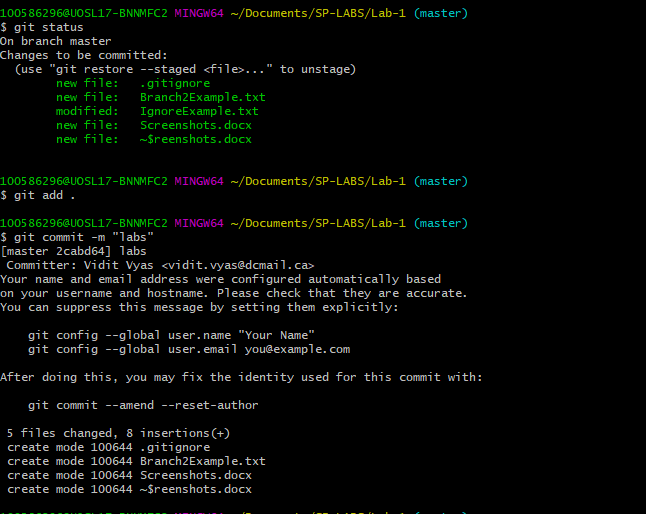 100586296@UOSL17-BNNMFC2 MINGW64 ~/Documents/SP-LABS/Lab-1 (master)
$ git status
On branch master
Changes to be committed:
  (use "git restore --staged <file>..." to unstage)
        new file:   .gitignore
        new file:   Branch2Example.txt
        modified:   IgnoreExample.txt
        new file:   Screenshots.docx
        new file:   ~$reenshots.docx

100586296@UOSL17-BNNMFC2 MINGW64 ~/Documents/SP-LABS/Lab-1 (master)
$ git add .

100586296@UOSL17-BNNMFC2 MINGW64 ~/Documents/SP-LABS/Lab-1 (master)
$ git commit -m "labs"
[master 2cabd64] labs
 Committer: Vidit Vyas <vidit.vyas@dcmail.ca>
Your name and email address were configured automatically based
on your username and hostname. Please check that they are accurate.
You can suppress this message by setting them explicitly:

    git config --global user.name "Your Name"
    git config --global user.email you@example.com

After doing this, you may fix the identity used for this commit with:

    git commit --amend --reset-author

 5 files changed, 8 insertions(+)
 create mode 100644 .gitignore
 create mode 100644 Branch2Example.txt
 create mode 100644 Screenshots.docx
 create mode 100644 ~$reenshots.docx